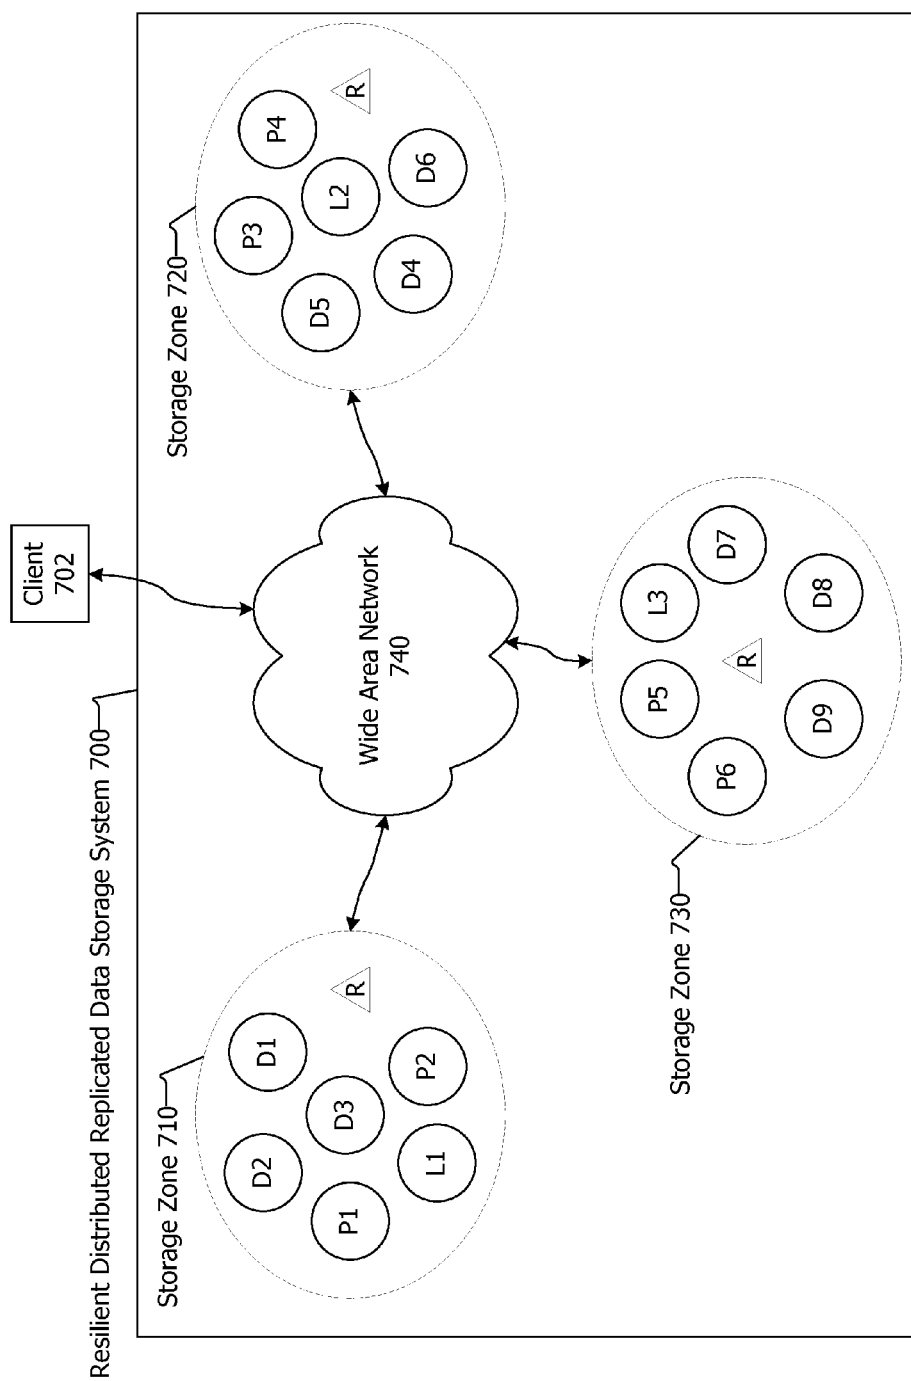 Client
702
Resilient Distributed Replicated Data Storage System 700
Storage Zone 710
D2
D1
P1
D3
R
L1
P2
Wide Area Network
740
Storage Zone 720
P3
P4
D5
L2
R
D4
D6
Storage Zone 730
P5
L3
P6
R
D7
D9
D8